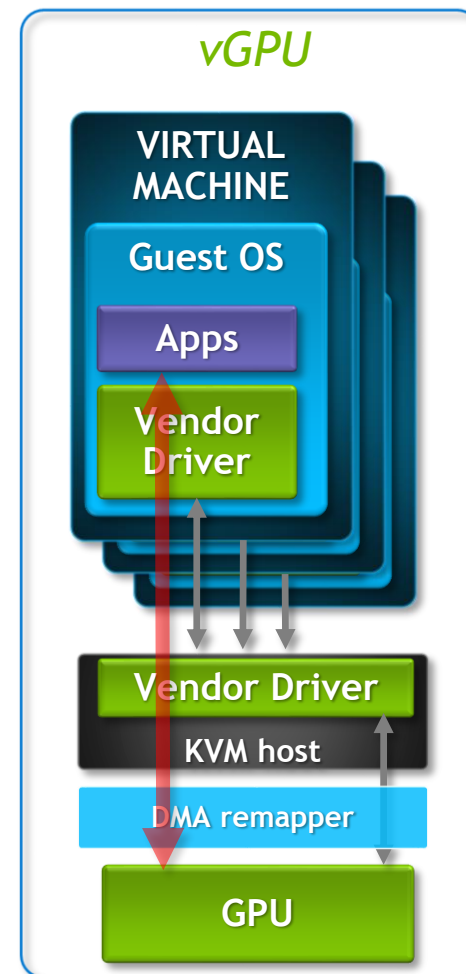 vGPU
VIRTUAL
MACHINE
Guest OS
Apps
Vendor
Driver
Vendor Driver
KVM host
DMA remapper
GPU